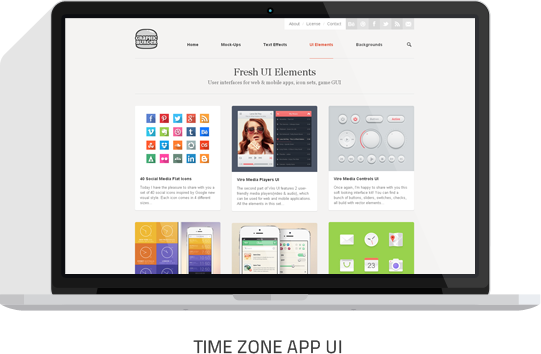 About License Contact
GRAPHIC
BURGER
Home Mock-Ups Text Effects UI Elements Backgrounds
Fresh UI Elements
User interfaces for web & mobile apps, icon sets, game GUI
40 Social Media Flat Icons
Today I have the pleasure to share with you a
set of 40 social icons inspired by Google new
visual style. Each icon comes in 4 different
sizes...
Vire Media Players UI
The second part of Vire UI features 2 user
friendly media players(video & audio), which
can be used for web and mobile applications.
All the elements in this set...
Vire Media Controls UI
Once again, I'm happy to share with you this
soft looking interface kit! You can find a
bunch of buttons, sliders, switches, checks,
all build with vector elements...
23
TIME ZONE APP UI